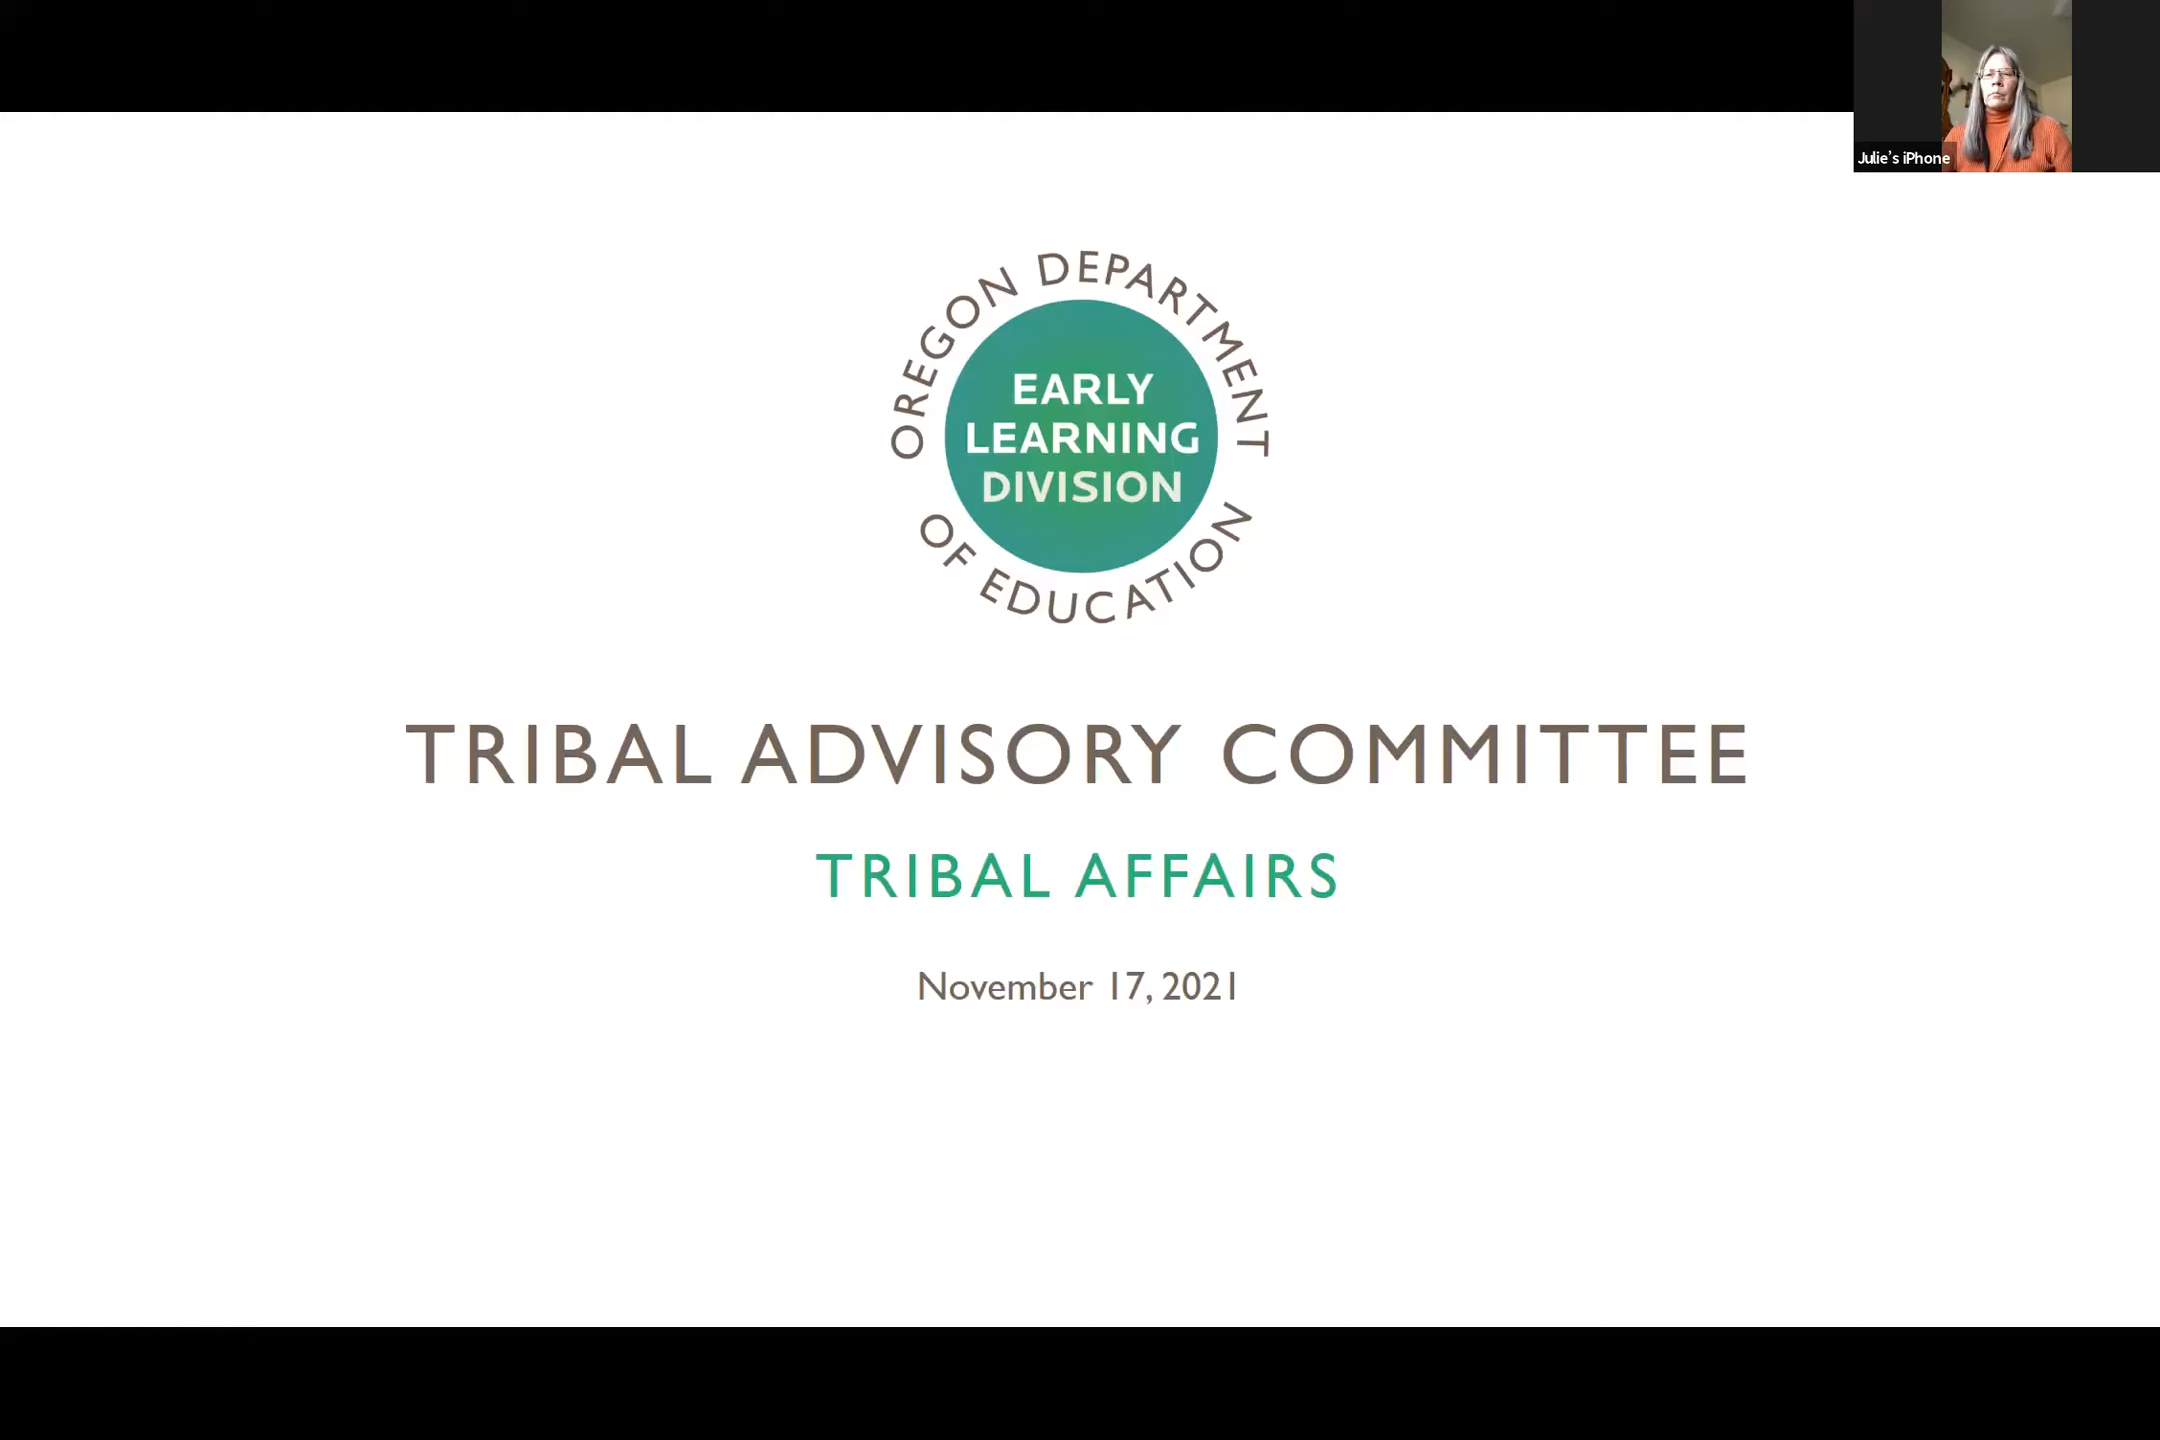 Julie's iPhone
OREGON DEPARTMENT
EARLY
LEARNING
DIVISION
OF EDUCATION
TRIBAL ADVISORY COMMITTEE
TRIBAL AFFAIRS
November 17, 2021